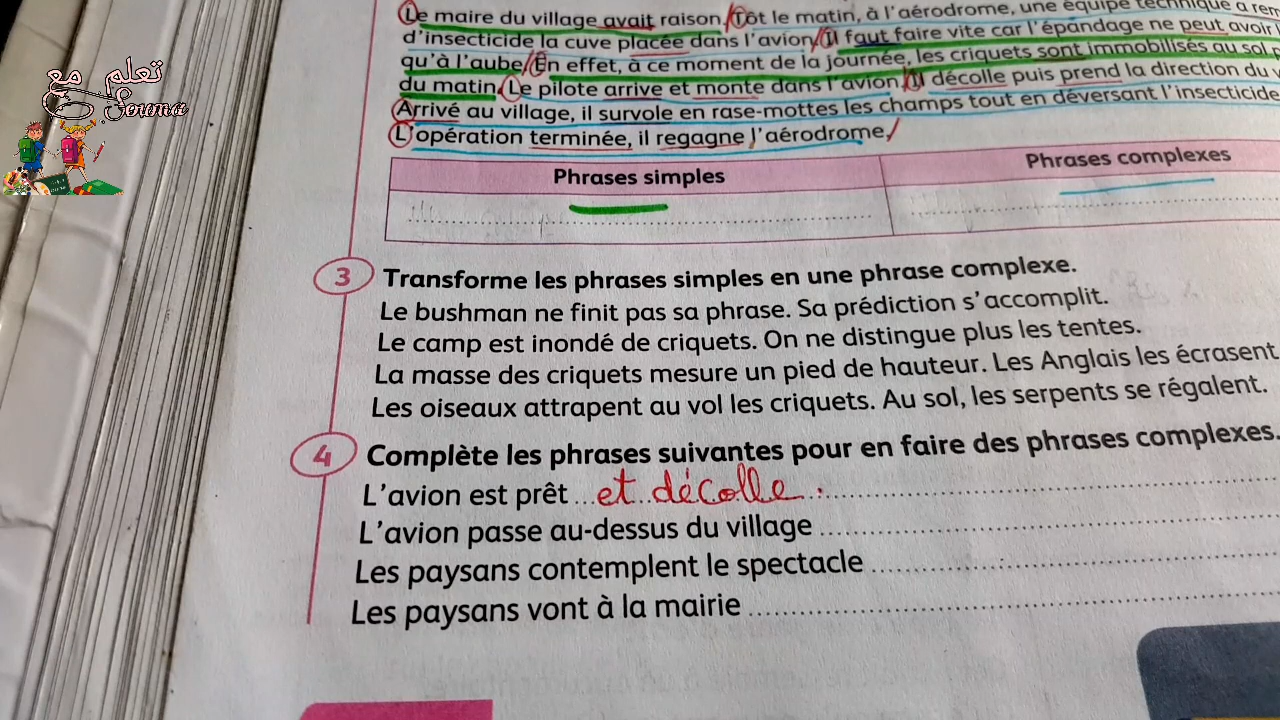 تعلم مع
Souna
Le maire du village avait raison. Tôt le matin, à l'aérodrome, une équipe technique a rem
d'insecticide la cuve placée dans l'avion. Il faut faire vite car l'épandage ne peut avoir l
qu'à l'aube. En effet, à ce moment de la journée, les criquets sont immobilisés au sol
du matin. Le pilote arrive et monte dans l'avion. Il décolle puis prend la direction du v
Arrivé au village, il survole en rase-mottes les champs tout en déversant l'insecticide
L'opération terminée, il regagne l'aérodrome.
Phrases simples Phrases complexes
3 Transforme les phrases simples en une phrase complexe.
Le bushman ne finit pas sa phrase. Sa prédiction s'accomplit.
Le camp est inondé de criquets. On ne distingue plus les tentes.
La masse des criquets mesure un pied de hauteur. Les Anglais les écrasent
Les oiseaux attrapent au vol les criquets. Au sol, les serpents se régalent.
4 Complète les phrases suivantes pour en faire des phrases complexes.
L'avion est prêt et décolle.
L'avion passe au-dessus du village
Les paysans contemplent le spectacle
Les paysans vont à la mairie